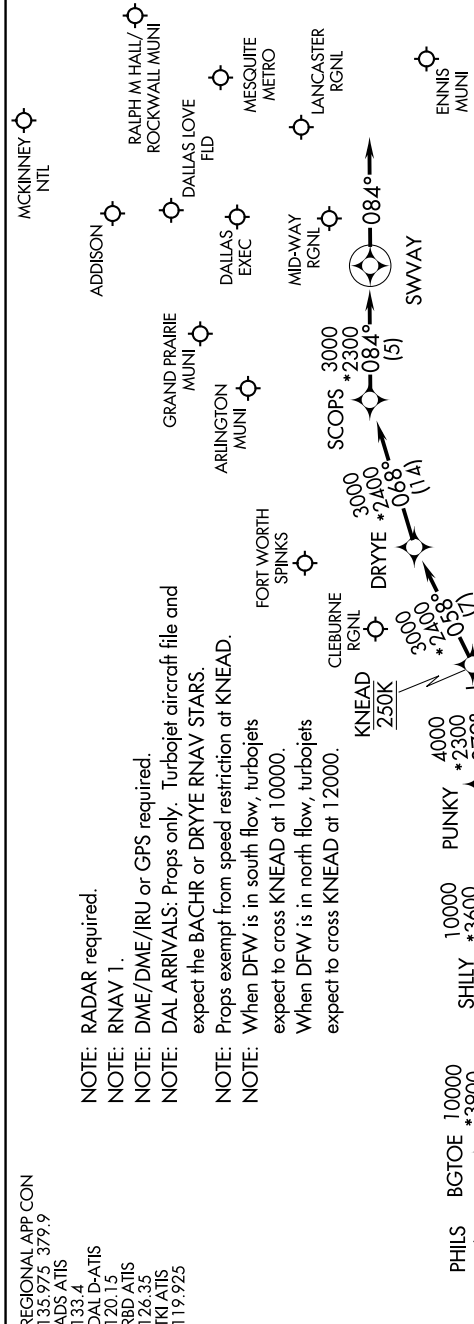 REGIONAL APP CON
135.975 379.9
ADS ATIS
133.4
DAL D-ATIS
120.15
RBD ATIS
126.35
TKI ATIS
119.925
NOTE: RADAR required.
NOTE: RNAV 1.
NOTE: DME/DME/IRU or GPS required.
NOTE: DAL ARRIVALS: Props only. Turbojet aircraft file and
expect the BACHR or DRYYE RNAV STARS.
NOTE: Props exempt from speed restriction at KNEAD.
NOTE: When DFW is in south flow, turbojets
expect to cross KNEAD at 10000.
When DFW is in north flow, turbojets
expect to cross KNEAD at 12000.
MCKINNEY
NTL
RALPH M HALL/
ROCKWALL MUNI
ADDISON
DALLAS LOVE
FLD
MESQUITE
METRO
LANCASTER
RGNL
ENNIS
MUNI
DALLAS
EXEC
MID-WAY
RGNL
GRAND PRAIRIE
MUNI
ARLINGTON
MUNI
FORT WORTH
SPINKS
CLEBURNE
RGNL
084°
SWVAY
SCOPS
3000
*2300
084°
(5)
DRYYE
3000
*2400
068°
(14)
3000
*2400
058°
(7)
KNEAD
250K
PUNKY
4000
*2300
SHLLY
10000
*3600
BGTOE
10000
*3900
PHILS